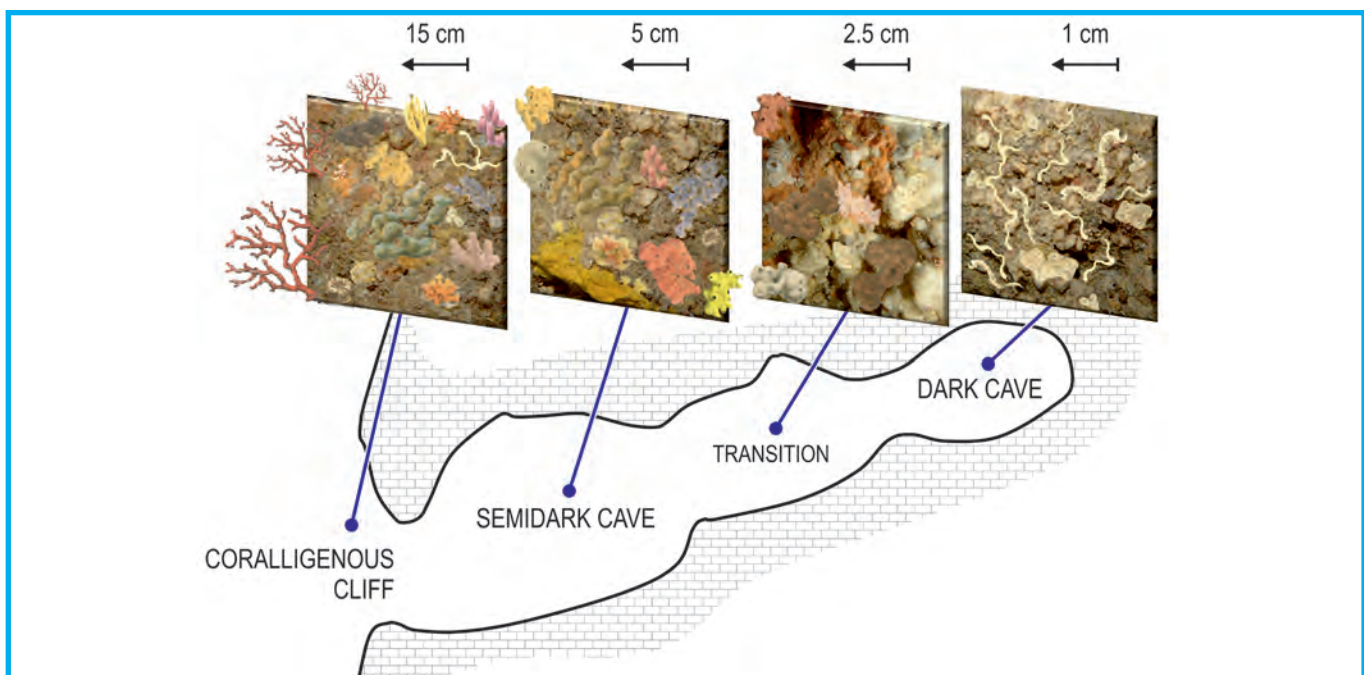 15 cm
5 cm
2.5 cm
1 cm
DARK CAVE
TRANSITION
SEMIDARK CAVE
CORALLIGENOUS
CLIFF